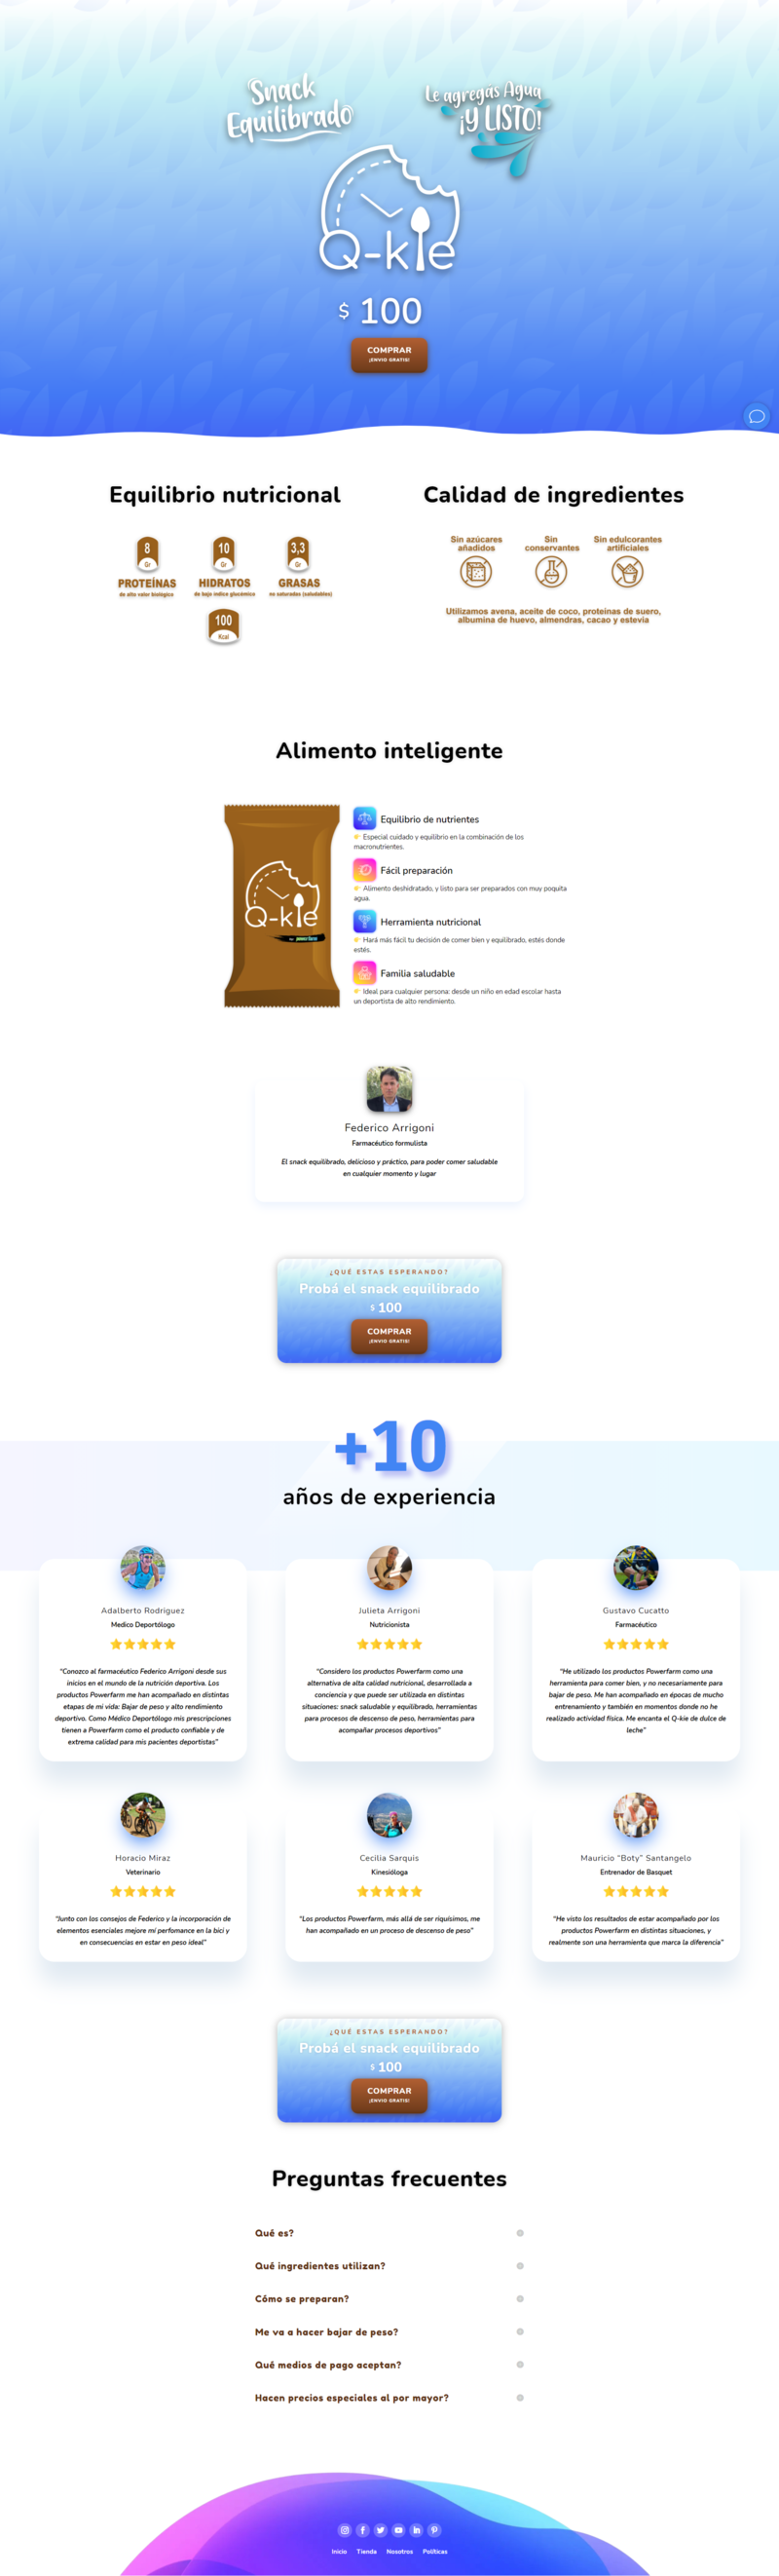 Snack
Equilibrado
Le agregás Agua
¡Y LISTO!
Q-kie
$ 100
COMPRAR
¡ENVIO GRATIS!
Equilibrio nutricional
8
Gr
PROTEÍNAS
de alto valor biológico
10
Gr
HIDRATOS
de bajo índice glucémico
3,3
Gr
GRASAS
no saturadas (saludables)
100
Kcal
Calidad de ingredientes
Sin azúcares
añadidos
Sin
conservantes
Sin edulcorantes
artificiales
Utilizamos avena, aceite de coco, proteinas de suero,
albumina de huevo, almendras, cacao y estevia
Alimento inteligente
Q-kie
Equilibrio de nutrientes
👉 Especial cuidado y equilibrio en la combinación de los
macronutrientes.
Fácil preparación
👉 Alimento deshidratado, y listo para ser preparados con muy poquita
agua.
Herramienta nutricional
👉 Hará más fácil tu decisión de comer bien y equilibrado, estés donde
estés.
Familia saludable
👉 Ideal para cualquier persona: desde un niño en edad escolar hasta
un deportista de alto rendimiento.
Federico Arrigoni
Farmacéutico formulista
El snack equilibrado, delicioso y práctico, para poder comer saludable
en cualquier momento y lugar
¿QUÉ ESTAS ESPERANDO?
Probá el snack equilibrado
$ 100
COMPRAR
¡ENVIO GRATIS!
+10
años de experiencia
Adalberto Rodriguez
Medico Deportólogo
⭐⭐⭐⭐⭐
"Conozco al farmacéutico Federico Arrigoni desde sus
inicios en el mundo de la nutrición deportiva. Los
productos Powerfarm me han acompañado en distintas
etapas de mi vida: Bajar de peso y alto rendimiento
deportivo. Como Médico Deportólogo mis prescripciones
tienen a Powerfarm como el producto confiable y de
extrema calidad para mis pacientes deportistas"
Julieta Arrigoni
Nutricionista
⭐⭐⭐⭐⭐
"Considero los productos Powerfarm como una
alternativa de alta calidad nutricional, desarrollada a
conciencia y que puede ser utilizada en distintas
situaciones: snack saludable y equilibrado, herramientas
para procesos de descenso de peso, herramientas para
acompañar procesos deportivos"
Gustavo Cucatto
Farmacéutico
⭐⭐⭐⭐⭐
"He utilizado los productos Powerfarm como una
herramienta para comer bien, y no necesariamente para
bajar de peso. Me han acompañado en épocas de mucho
entrenamiento y también en momentos donde no he
realizado actividad física. Me encanta el Q-kie de dulce de
leche"
Horacio Miraz
Veterinario
⭐⭐⭐⭐⭐
"Junto con los consejos de Federico y la incorporación de
elementos esenciales mejore mi perfomance en la bici y
en consecuencias en estar en peso ideal"
Cecilia Sarquis
Kinesióloga
⭐⭐⭐⭐⭐
"Los productos Powerfarm, más allá de ser riquísimos, me
han acompañado en un proceso de descenso de peso"
Mauricio "Boty" Santangelo
Entrenador de Basquet
⭐⭐⭐⭐⭐
"He visto los resultados de estar acompañado por los
productos Powerfarm en distintas situaciones, y
realmente son una herramienta que marca la diferencia"
¿QUÉ ESTAS ESPERANDO?
Probá el snack equilibrado
$ 100
COMPRAR
¡ENVIO GRATIS!
Preguntas frecuentes
Qué es?
Qué ingredientes utilizan?
Cómo se preparan?
Me va a hacer bajar de peso?
Qué medios de pago aceptan?
Hacen precios especiales al por mayor?
Inicio Tienda Nosotros Políticas